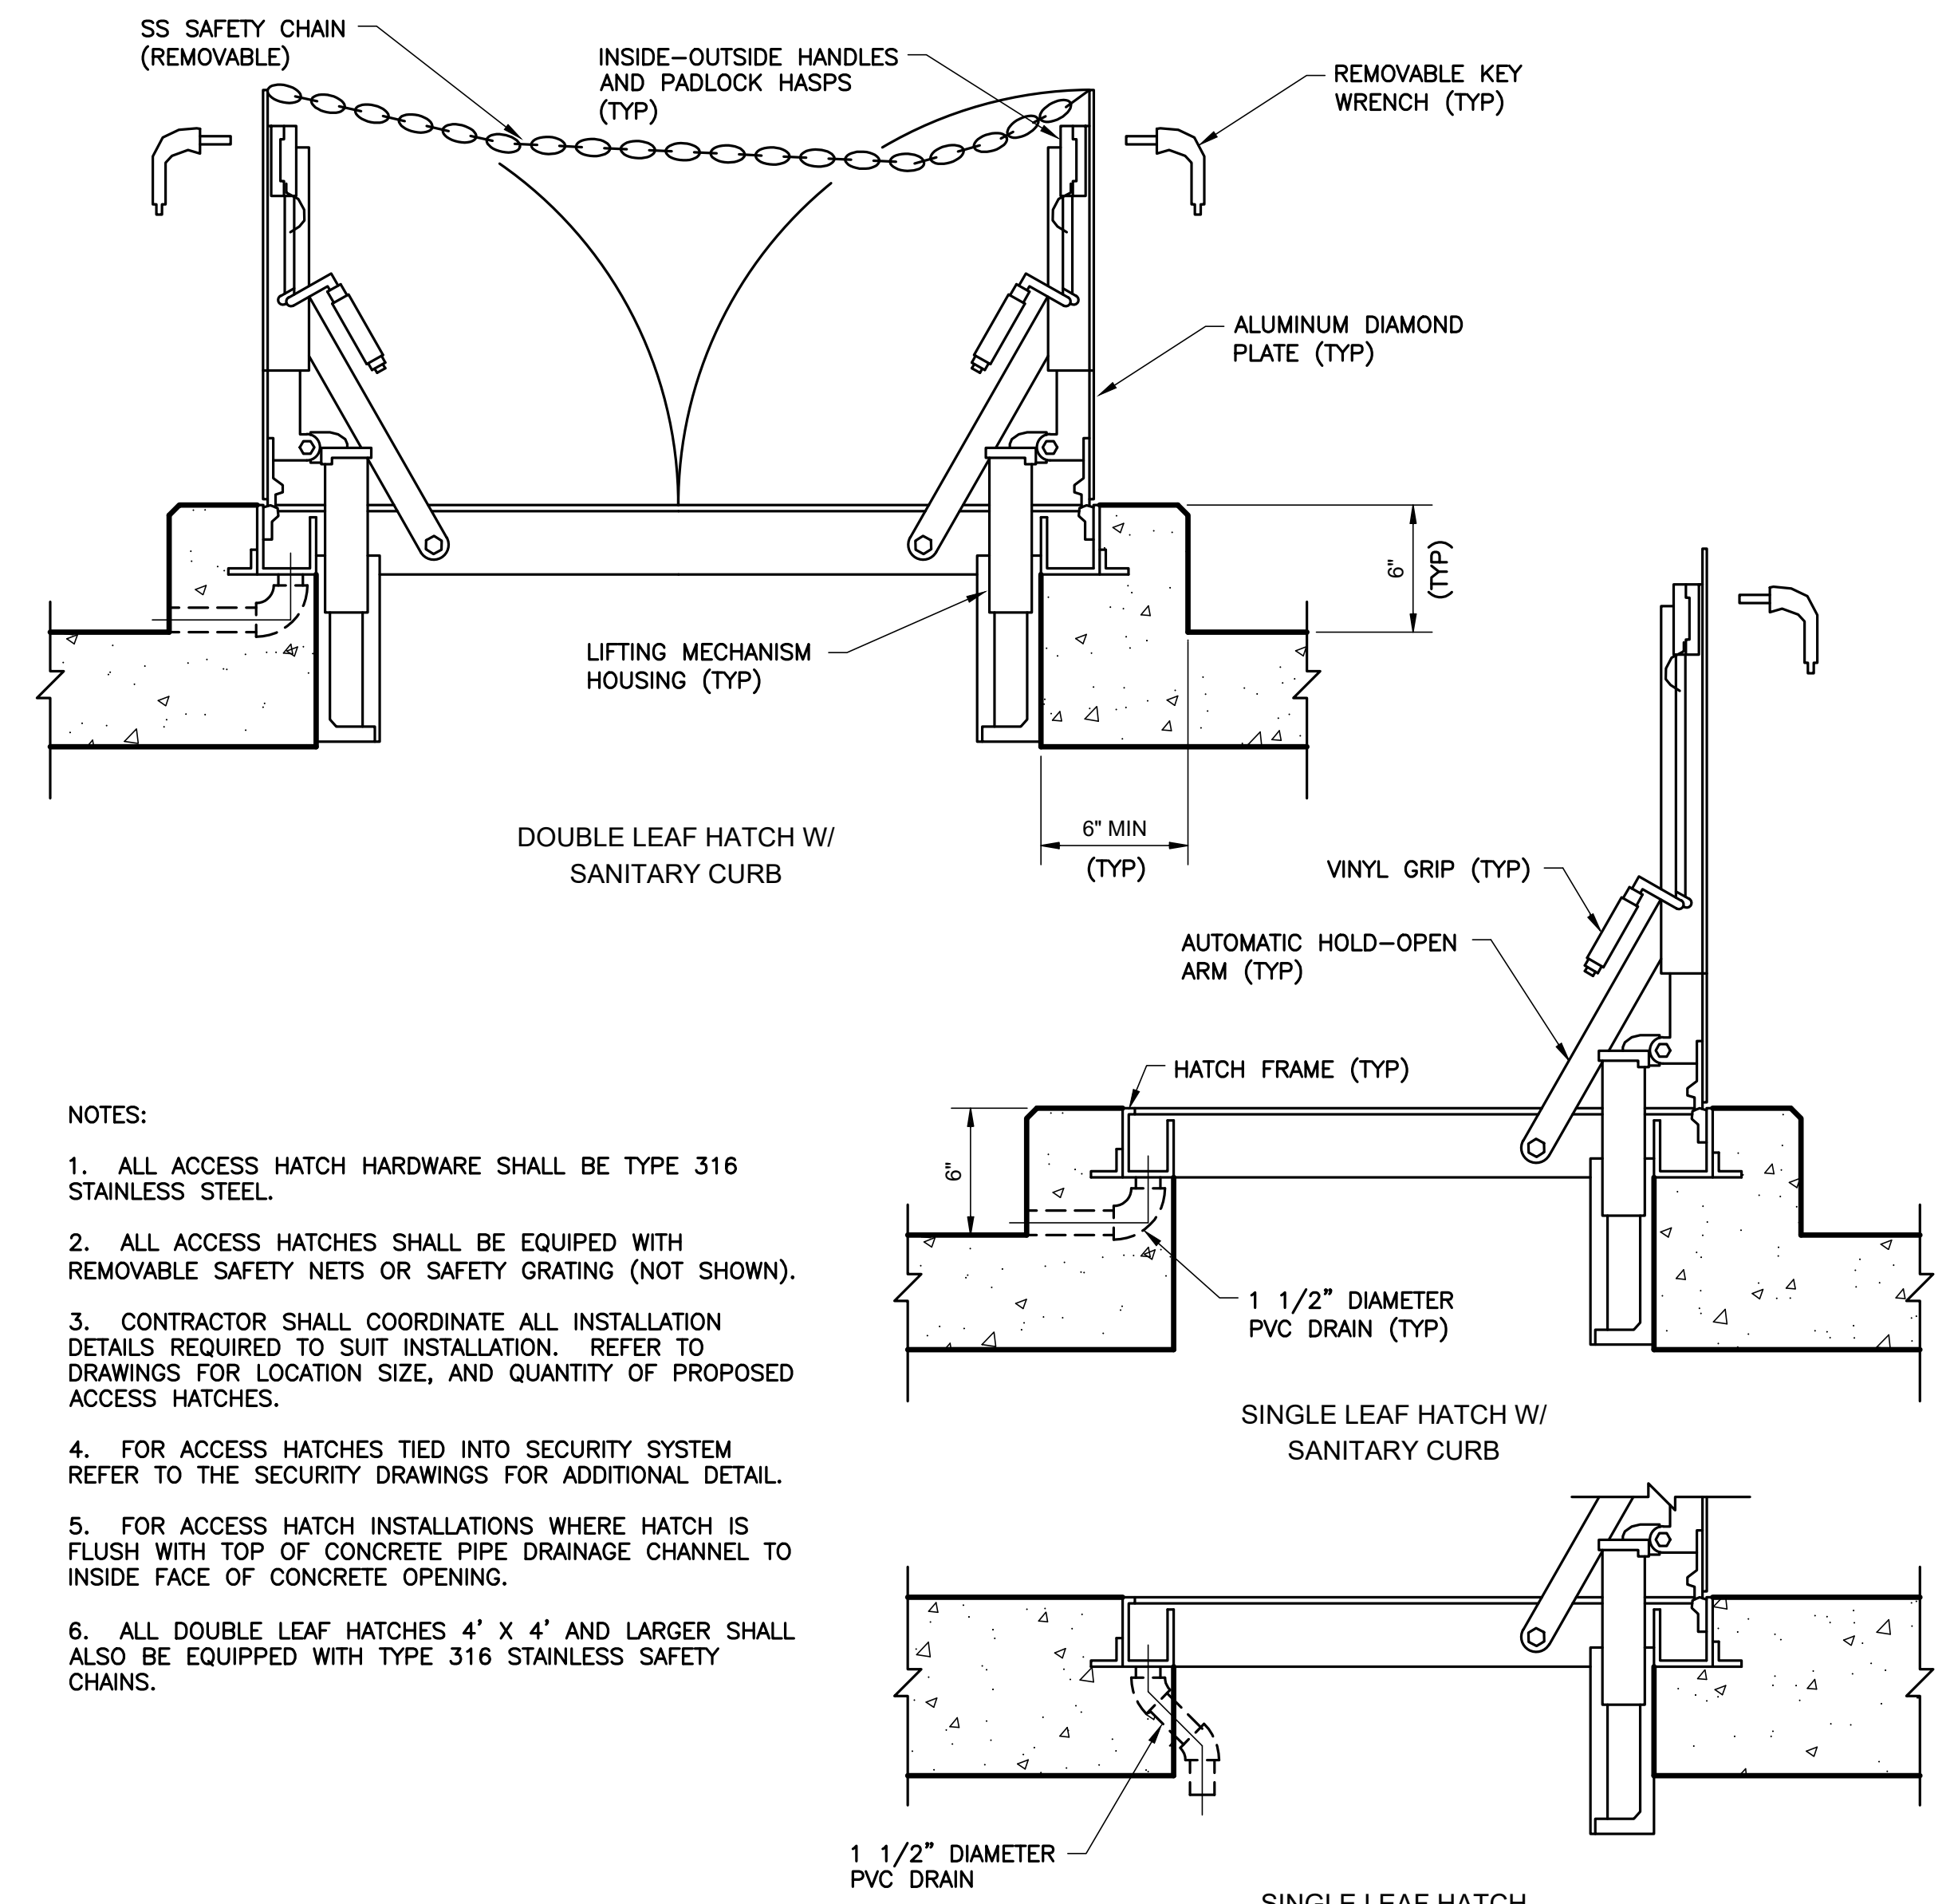 SS SAFETY CHAIN
(REMOVABLE)
INSIDE-OUTSIDE HANDLES
AND PADLOCK HASPS
(TYP)
REMOVABLE KEY
WRENCH (TYP)
ALUMINUM DIAMOND
PLATE (TYP)
6"
(TYP)
LIFTING MECHANISM
HOUSING (TYP)
6" MIN
(TYP)
DOUBLE LEAF HATCH W/
SANITARY CURB
VINYL GRIP (TYP)
AUTOMATIC HOLD-OPEN
ARM (TYP)
HATCH FRAME (TYP)
6"
1 1/2" DIAMETER
PVC DRAIN (TYP)
SINGLE LEAF HATCH W/
SANITARY CURB
NOTES:
1. ALL ACCESS HATCH HARDWARE SHALL BE TYPE 316
STAINLESS STEEL.
2. ALL ACCESS HATCHES SHALL BE EQUIPED WITH
REMOVABLE SAFETY NETS OR SAFETY GRATING (NOT SHOWN).
3. CONTRACTOR SHALL COORDINATE ALL INSTALLATION
DETAILS REQUIRED TO SUIT INSTALLATION. REFER TO
DRAWINGS FOR LOCATION SIZE, AND QUANTITY OF PROPOSED
ACCESS HATCHES.
4. FOR ACCESS HATCHES TIED INTO SECURITY SYSTEM
REFER TO THE SECURITY DRAWINGS FOR ADDITIONAL DETAIL.
5. FOR ACCESS HATCH INSTALLATIONS WHERE HATCH IS
FLUSH WITH TOP OF CONCRETE PIPE DRAINAGE CHANNEL TO
INSIDE FACE OF CONCRETE OPENING.
6. ALL DOUBLE LEAF HATCHES 4' X 4' AND LARGER SHALL
ALSO BE EQUIPPED WITH TYPE 316 STAINLESS SAFETY
CHAINS.
1 1/2" DIAMETER
PVC DRAIN
SINGLE LEAF HATCH